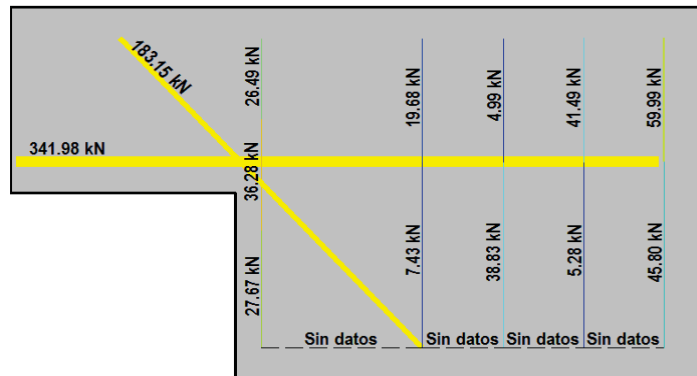 183.15 kN
26.49 kN
19.68 kN
4.99 kN
41.49 kN
59.99 kN
341.98 kN
36.28 kN
27.67 kN
7.43 kN
38.83 kN
5.28 kN
45.80 kN
Sin datos
Sin datos
Sin datos
Sin datos